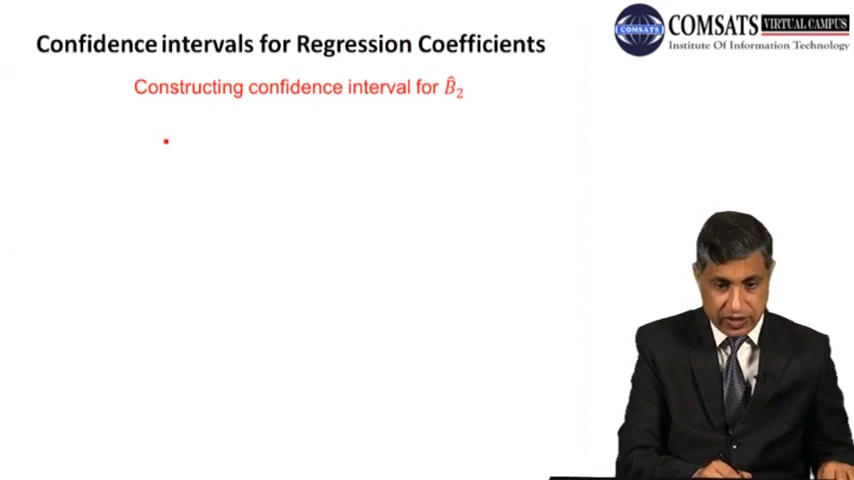 Confidence intervals for Regression Coefficients
Constructing confidence interval for B̂₂
COMSATS
COMSATS VIRTUAL CAMPUS
Institute Of Information Technology